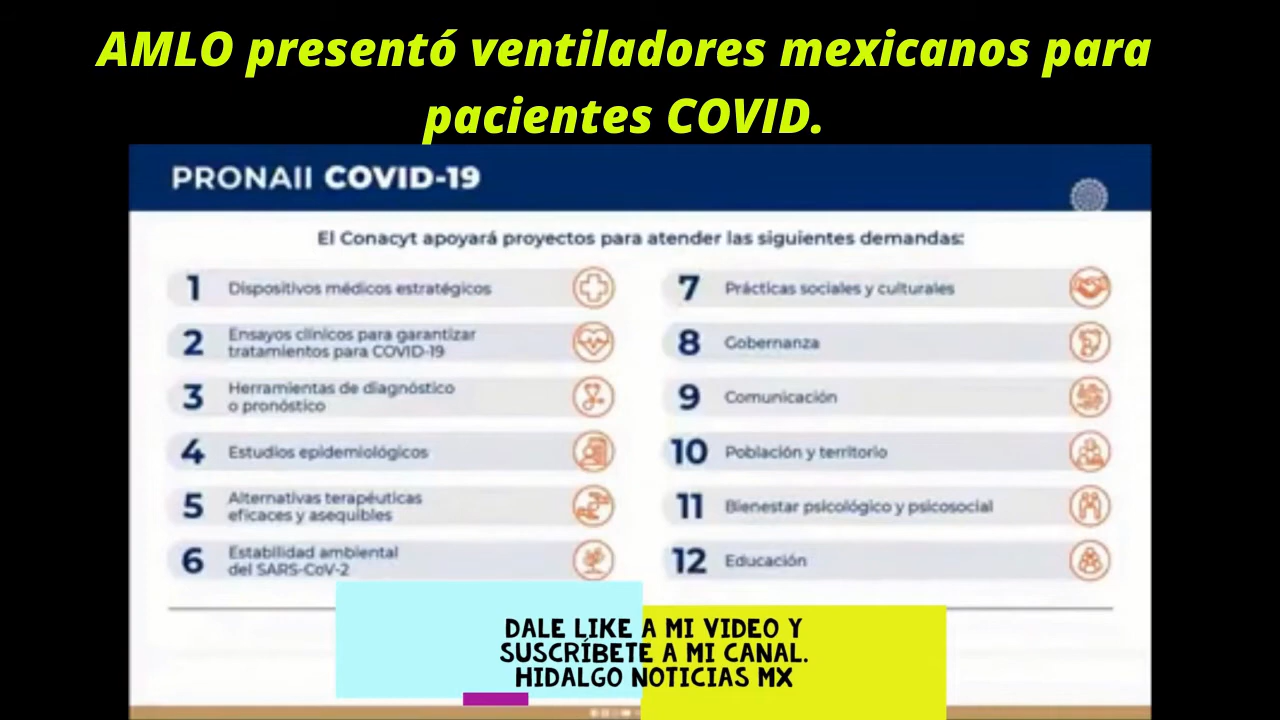 AMLO presentó ventiladores mexicanos para
pacientes COVID.
PRONAII COVID-19
El Conacyt apoyará proyectos para atender las siguientes demandas:
1 Dispositivos médicos estratégicos
2 Ensayos clínicos para garantizar
tratamientos para COVID-19
3 Herramientas de diagnóstico
o pronóstico
4 Estudios epidemiológicos
5 Alternativas terapéuticas
eficaces y asequibles
6 Estabilidad ambiental
del SARS-CoV-2
7 Prácticas sociales y culturales
8 Gobernanza
9 Comunicación
10 Población y territorio
11 Bienestar psicológico y psicosocial
12 Educación
DALE LIKE A MI VIDEO Y
SUSCRÍBETE A MI CANAL.
HIDALGO NOTICIAS MX